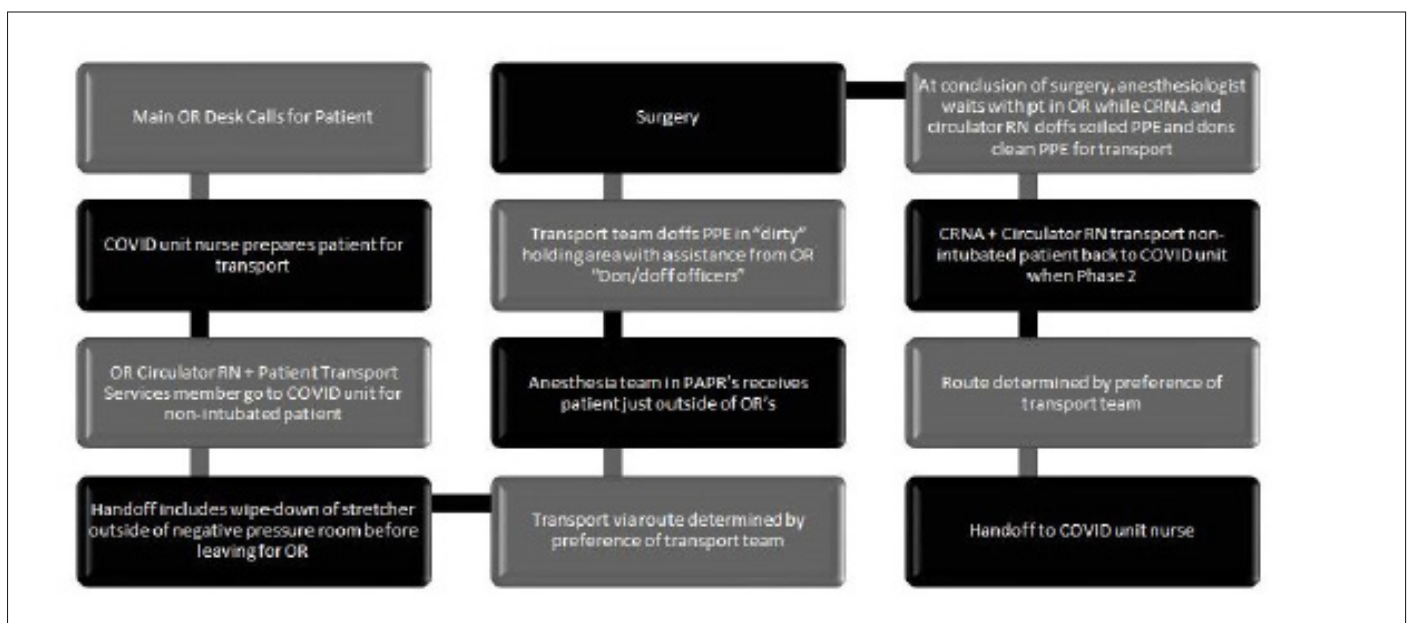 Main OR Desk Calls for Patient
COVID unit nurse prepares patient for
transport
OR Circulator RN + Patient Transport
Services member go to COVID unit for
non-intubated patient
Handoff includes wipe-down of stretcher
outside of negative pressure room before
leaving for OR
Transport via route determined by
preference of transport team
Anesthesia team in PAPR's receives
patient just outside of OR's
Transport team doffs PPE in "dirty"
holding area with assistance from OR
"Don/doff officers"
Surgery
At conclusion of surgery, anesthesiologist
waits with pt in OR while CRNA and
circulator RN doffs soiled PPE and dons
clean PPE for transport
CRNA + Circulator RN transport non-
intubated patient back to COVID unit
when Phase 2
Route determined by preference of
transport team
Handoff to COVID unit nurse